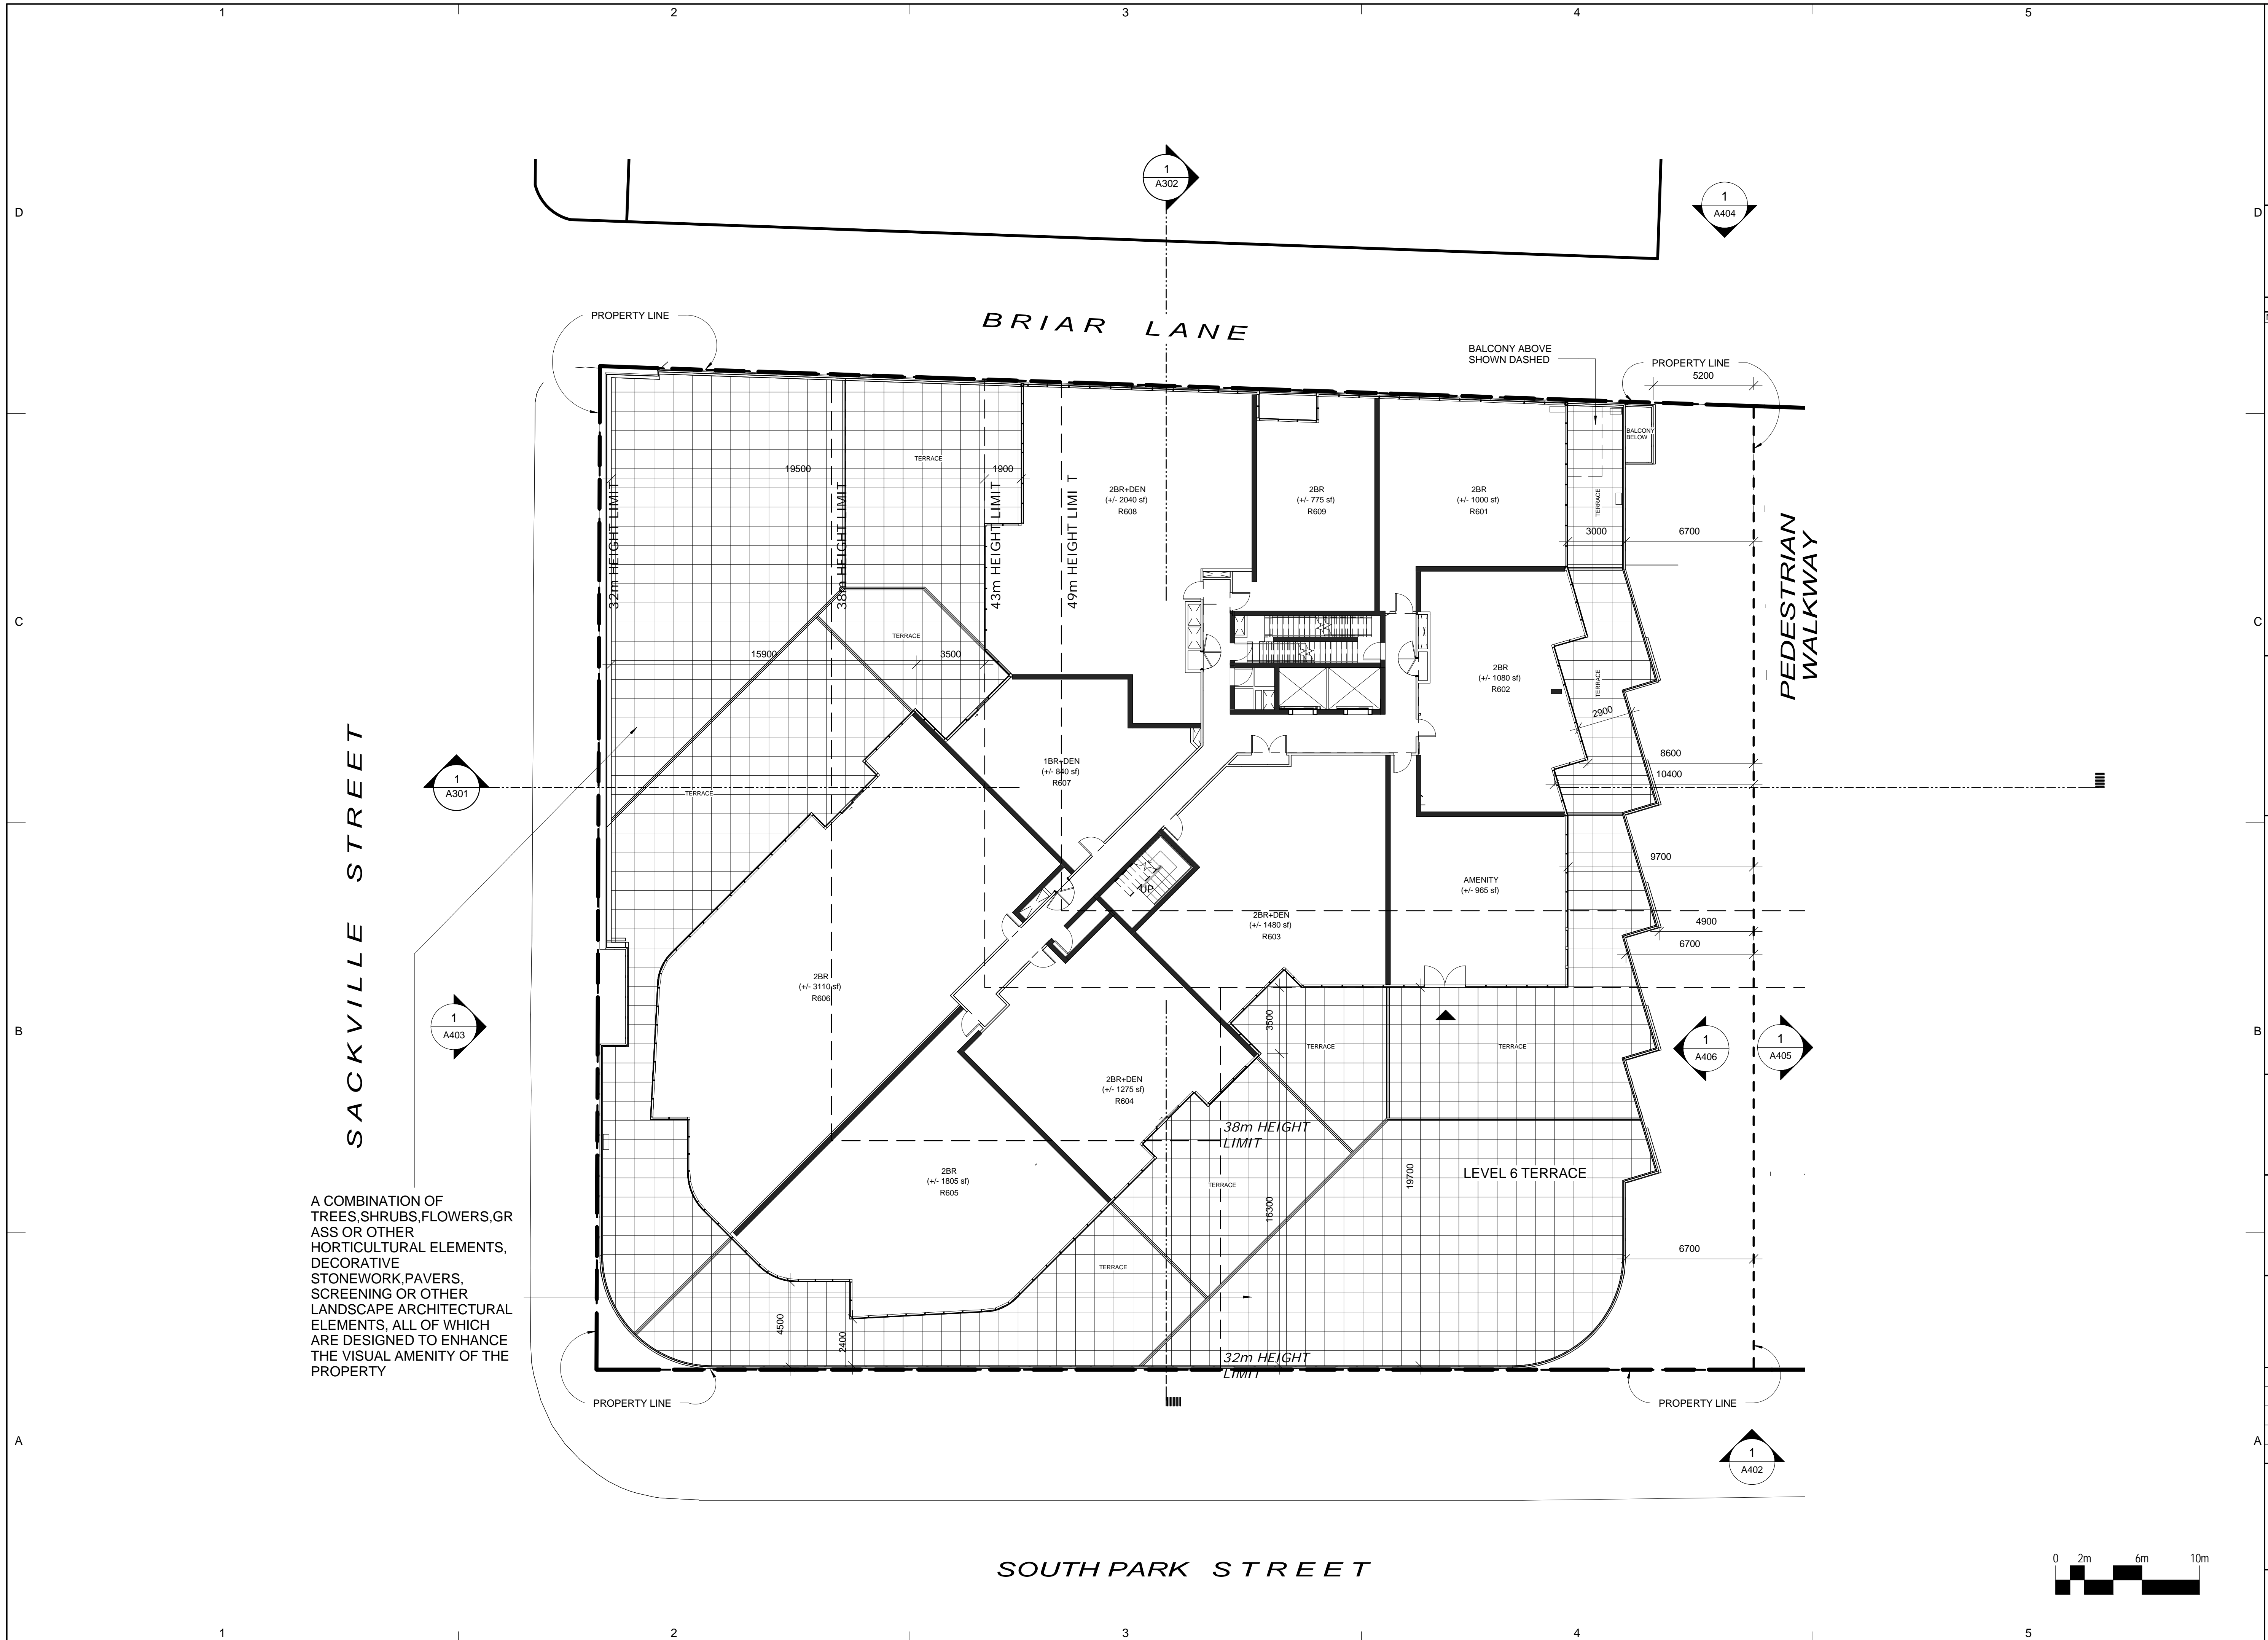 1 2 3 4 5
D
D
C
C
B
B
A
A
1
A302
1
A404
PROPERTY LINE
BRIAR LANE
BALCONY ABOVE
SHOWN DASHED
PROPERTY LINE
5200
BALCONY
BELOW
TERRACE
19500
1900
32m HEIGHT LIMIT
38m HEIGHT LIMIT
43m HEIGHT LIMIT
49m HEIGHT LIMI T
2BR+DEN
(+/- 2040 sf)
R608
2BR
(+/- 775 sf)
R609
2BR
(+/- 1000 sf)
R601
TERRACE
3000
6700
PEDESTRIAN
WALKWAY
TERRACE
15900
3500
2BR
(+/- 1080 sf)
R602
TERRACE
2900
8600
10400
SACKVILLE STREET
1
A301
TERRACE
1BR+DEN
(+/- 840 sf)
R607
UP
AMENITY
(+/- 965 sf)
9700
2BR+DEN
(+/- 1480 sf)
R603
4900
6700
2BR
(+/- 3110 sf)
R606
1
A403
3500
TERRACE
TERRACE
1
A406
1
A405
2BR+DEN
(+/- 1275 sf)
R604
38m HEIGHT
LIMIT
2BR
(+/- 1805 sf)
R605
TERRACE
16300
19700
LEVEL 6 TERRACE
A COMBINATION OF
TREES,SHRUBS,FLOWERS,GR
ASS OR OTHER
HORTICULTURAL ELEMENTS,
DECORATIVE
STONEWORK,PAVERS,
SCREENING OR OTHER
LANDSCAPE ARCHITECTURAL
ELEMENTS, ALL OF WHICH
ARE DESIGNED TO ENHANCE
THE VISUAL AMENITY OF THE
PROPERTY
6700
TERRACE
4500
2400
32m HEIGHT
LIMIT
PROPERTY LINE
PROPERTY LINE
1
A402
SOUTH PARK STREET
0 2m 6m 10m
1 2 3 4 5